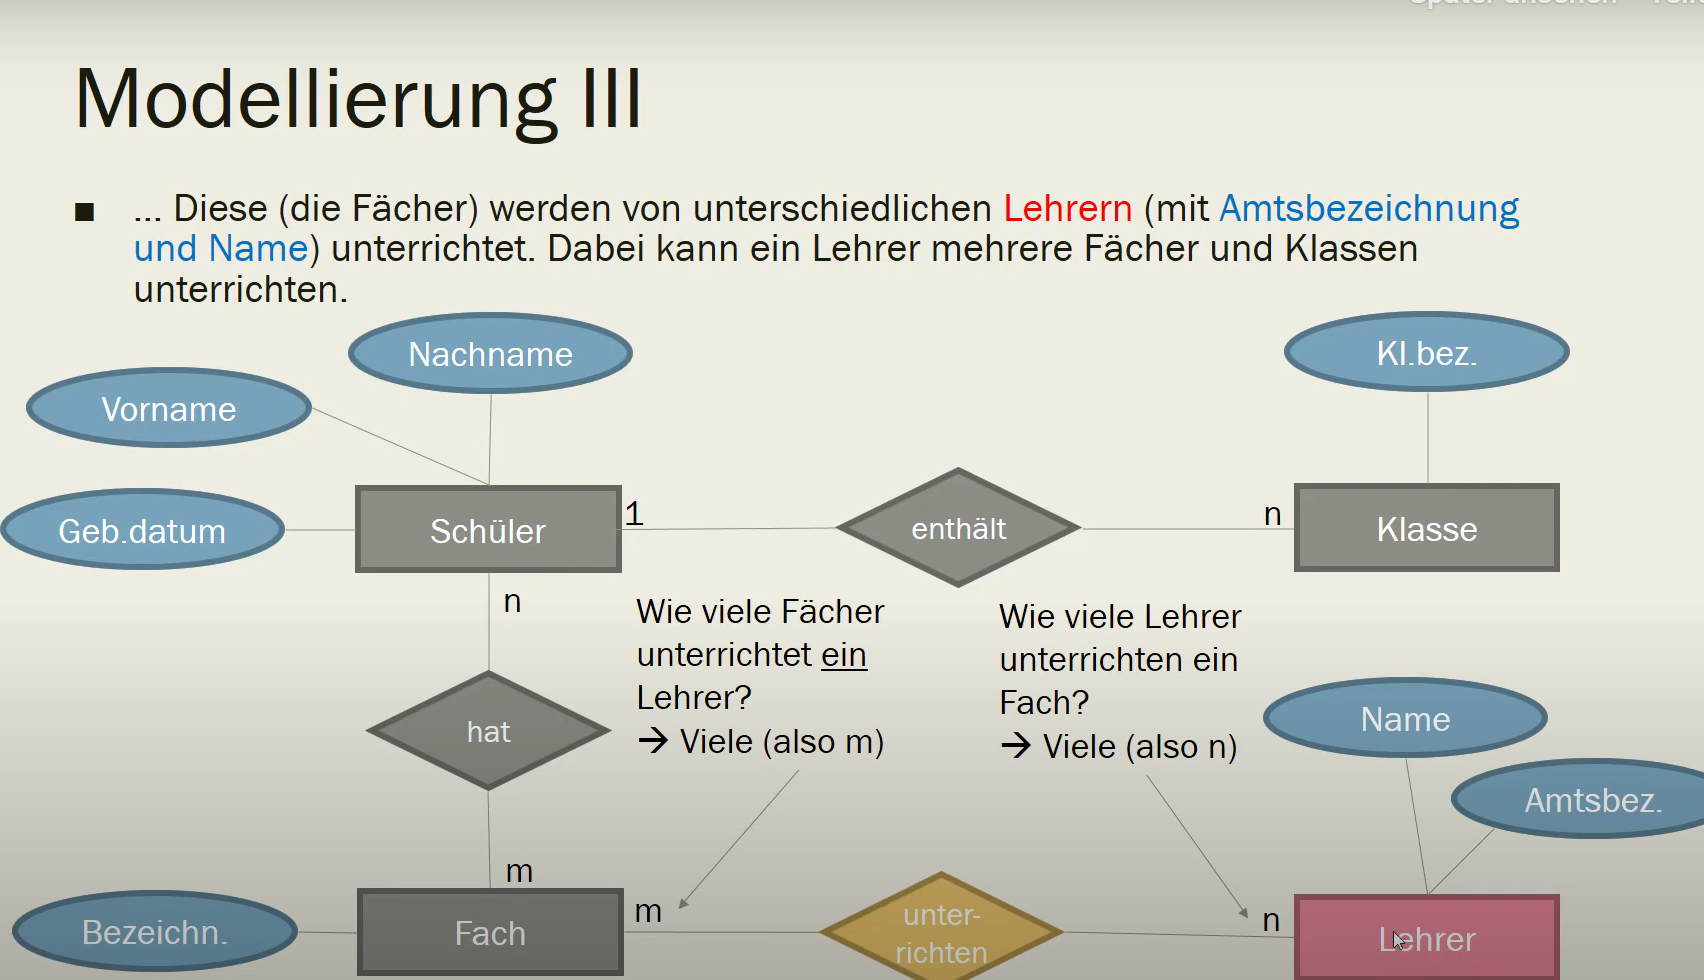 Später ansehen
Modellierung III
■ ... Diese (die Fächer) werden von unterschiedlichen Lehrern (mit Amtsbezeichnung
und Name) unterrichtet. Dabei kann ein Lehrer mehrere Fächer und Klassen
unterrichten.
Nachname
Kl.bez.
Vorname
Geb.datum
Schüler
1
enthält
n
Klasse
n
Wie viele Fächer
unterrichtet ein
Lehrer?
→ Viele (also m)
Wie viele Lehrer
unterrichten ein
Fach?
→ Viele (also n)
Name
hat
Amtsbez.
m
Bezeichn.
Fach
m
unter-
richten
n
Lehrer